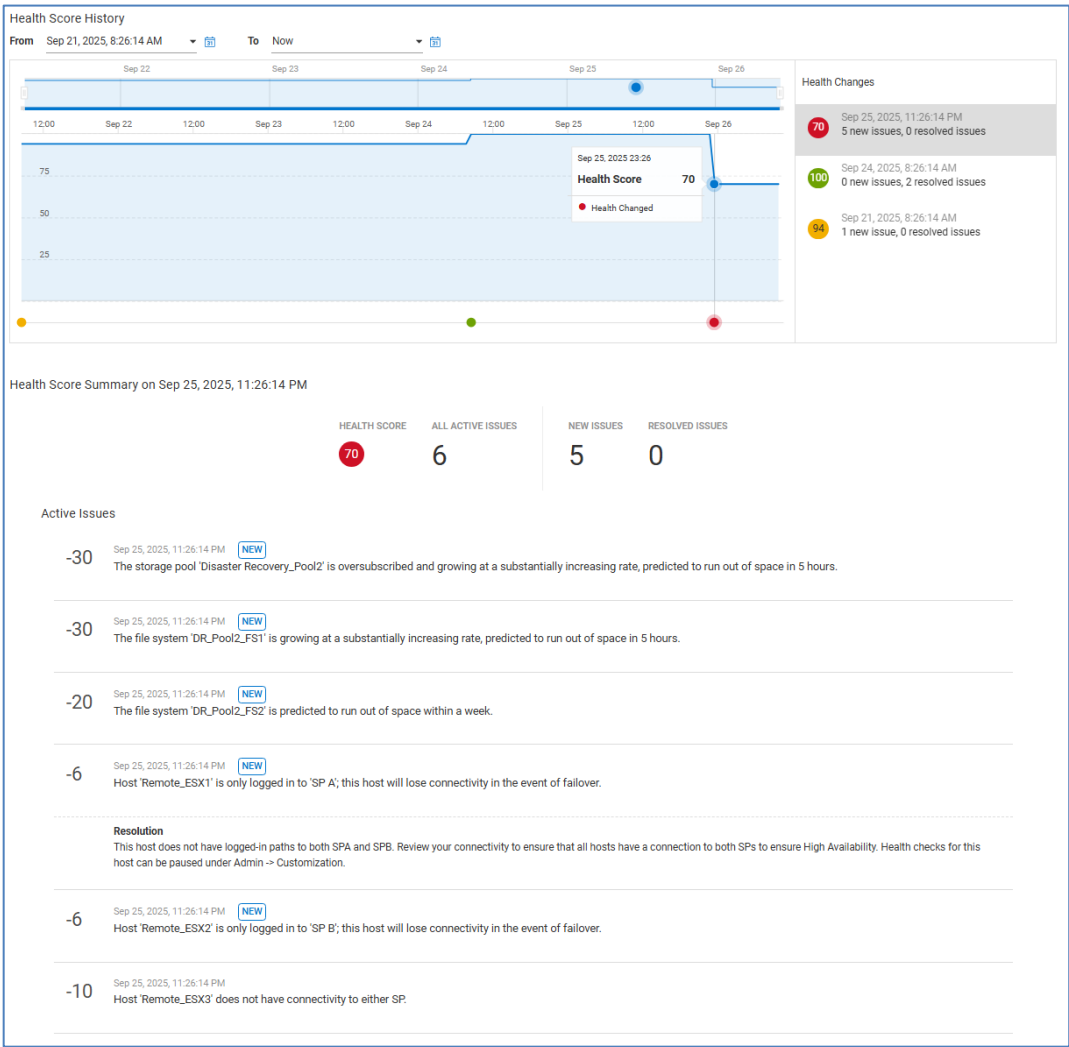 Health Score History
From Sep 21, 2025, 8:26:14 AM 31 To Now 31
Sep 22 Sep 23 Sep 24 Sep 25 Sep 26
12:00 Sep 22 12:00 Sep 23 12:00 Sep 24 12:00 Sep 25 12:00 Sep 26
75
50
25
Sep 25, 2025 23:26
Health Score 70
Health Changed
Health Changes
70
Sep 25, 2025, 11:26:14 PM
5 new issues, 0 resolved issues
100
Sep 24, 2025, 8:26:14 AM
0 new issues, 2 resolved issues
94
Sep 21, 2025, 8:26:14 AM
1 new issue, 0 resolved issues
Health Score Summary on Sep 25, 2025, 11:26:14 PM
HEALTH SCORE ALL ACTIVE ISSUES NEW ISSUES RESOLVED ISSUES
70 6 5 0
Active Issues
-30
Sep 25, 2025, 11:26:14 PM NEW
The storage pool 'Disaster Recovery_Pool2' is oversubscribed and growing at a substantially increasing rate, predicted to run out of space in 5 hours.
-30
Sep 25, 2025, 11:26:14 PM NEW
The file system 'DR_Pool2_FS1' is growing at a substantially increasing rate, predicted to run out of space in 5 hours.
-20
Sep 25, 2025, 11:26:14 PM NEW
The file system 'DR_Pool2_FS2' is predicted to run out of space within a week.
-6
Sep 25, 2025, 11:26:14 PM NEW
Host 'Remote_ESX1' is only logged in to 'SP A'; this host will lose connectivity in the event of failover.
Resolution
This host does not have logged-in paths to both SPA and SPB. Review your connectivity to ensure that all hosts have a connection to both SPs to ensure High Availability. Health checks for this
host can be paused under Admin -> Customization.
-6
Sep 25, 2025, 11:26:14 PM NEW
Host 'Remote_ESX2' is only logged in to 'SP B'; this host will lose connectivity in the event of failover.
-10
Sep 25, 2025, 11:26:14 PM
Host 'Remote_ESX3' does not have connectivity to either SP.